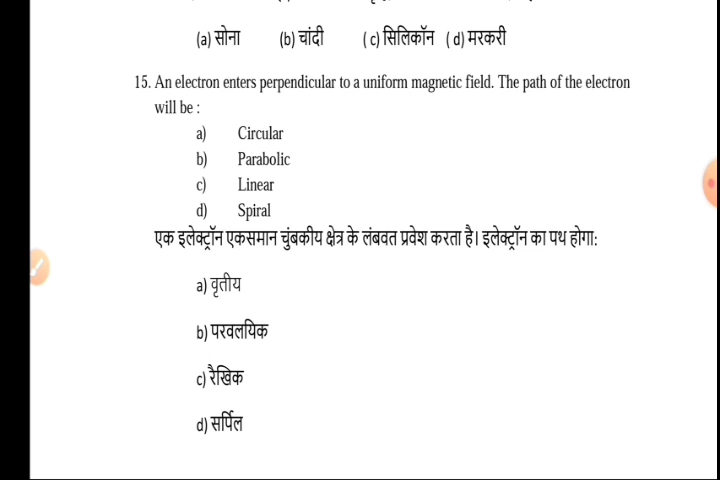 (a) सोना (b) चांदी ( c) सिलिकॉन ( d) मरकरी
15. An electron enters perpendicular to a uniform magnetic field. The path of the electron
will be :
a) Circular
b) Parabolic
c) Linear
d) Spiral
एक इलेक्ट्रॉन एकसमान चुंबकीय क्षेत्र के लंबवत प्रवेश करता है। इलेक्ट्रॉन का पथ होगा:
a) वृतीय
b) परवलयिक
c) रैखिक
d) सर्पिल